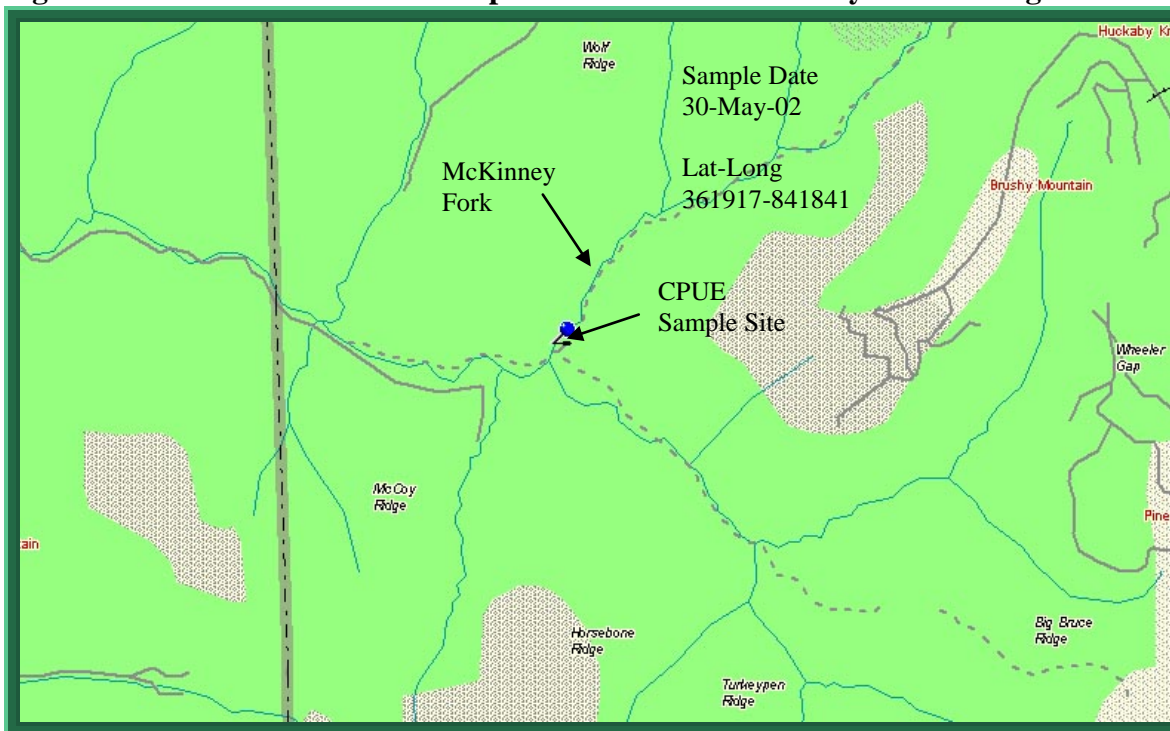 Huckaby
Wolf
Ridge
Sample Date
30-May-02
McKinney
Fork
Lat-Long
361917-841841
Brushy Mountain
CPUE
Sample Site
Wheeler
Gap
McCoy
Ridge
Pine
ain
Horsebone
Ridge
Big Bruce
Ridge
Turkeypen
Ridge